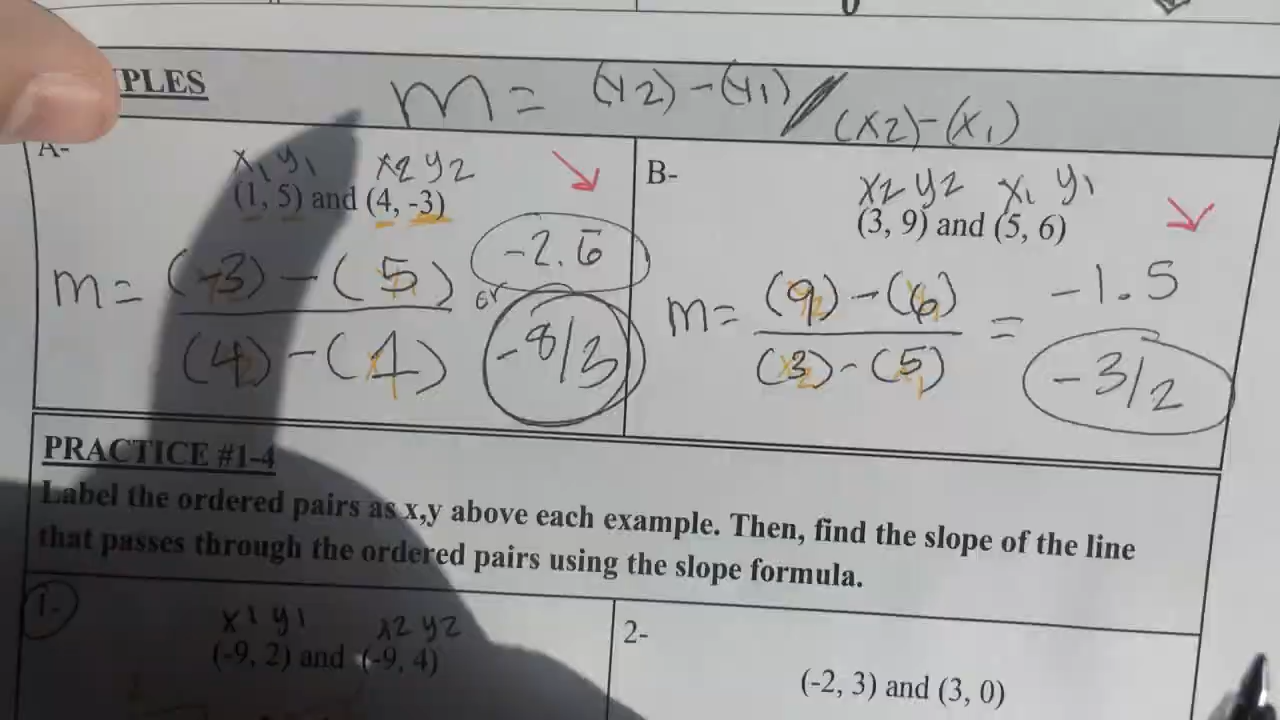 PLES
m = (Y2) - (Y1) / (X2) - (X1)
A-
X1 y1 X2 y2
(1, 5) and (4, -3)
m = (-3) - (5)
(4) - (1)
-2.6
or
-8/3
B-
X2 y2 X1 y1
(3, 9) and (5, 6)
m = (9) - (6) =
(3) - (5)
-1.5
-3/2
PRACTICE #1-4
Label the ordered pairs as x,y above each example. Then, find the slope of the line
that passes through the ordered pairs using the slope formula.
1-
X1 y1 X2 y2
(-9, 2) and (-9, 4)
2-
(-2, 3) and (3, 0)